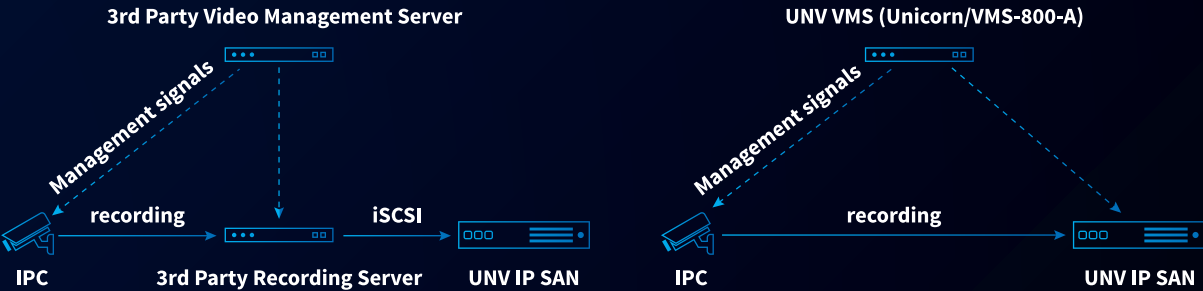 3rd Party Video Management Server
Management signals
recording
iSCSI
IPC
3rd Party Recording Server
UNV IP SAN
UNV VMS (Unicorn/VMS-800-A)
Management signals
recording
IPC
UNV IP SAN